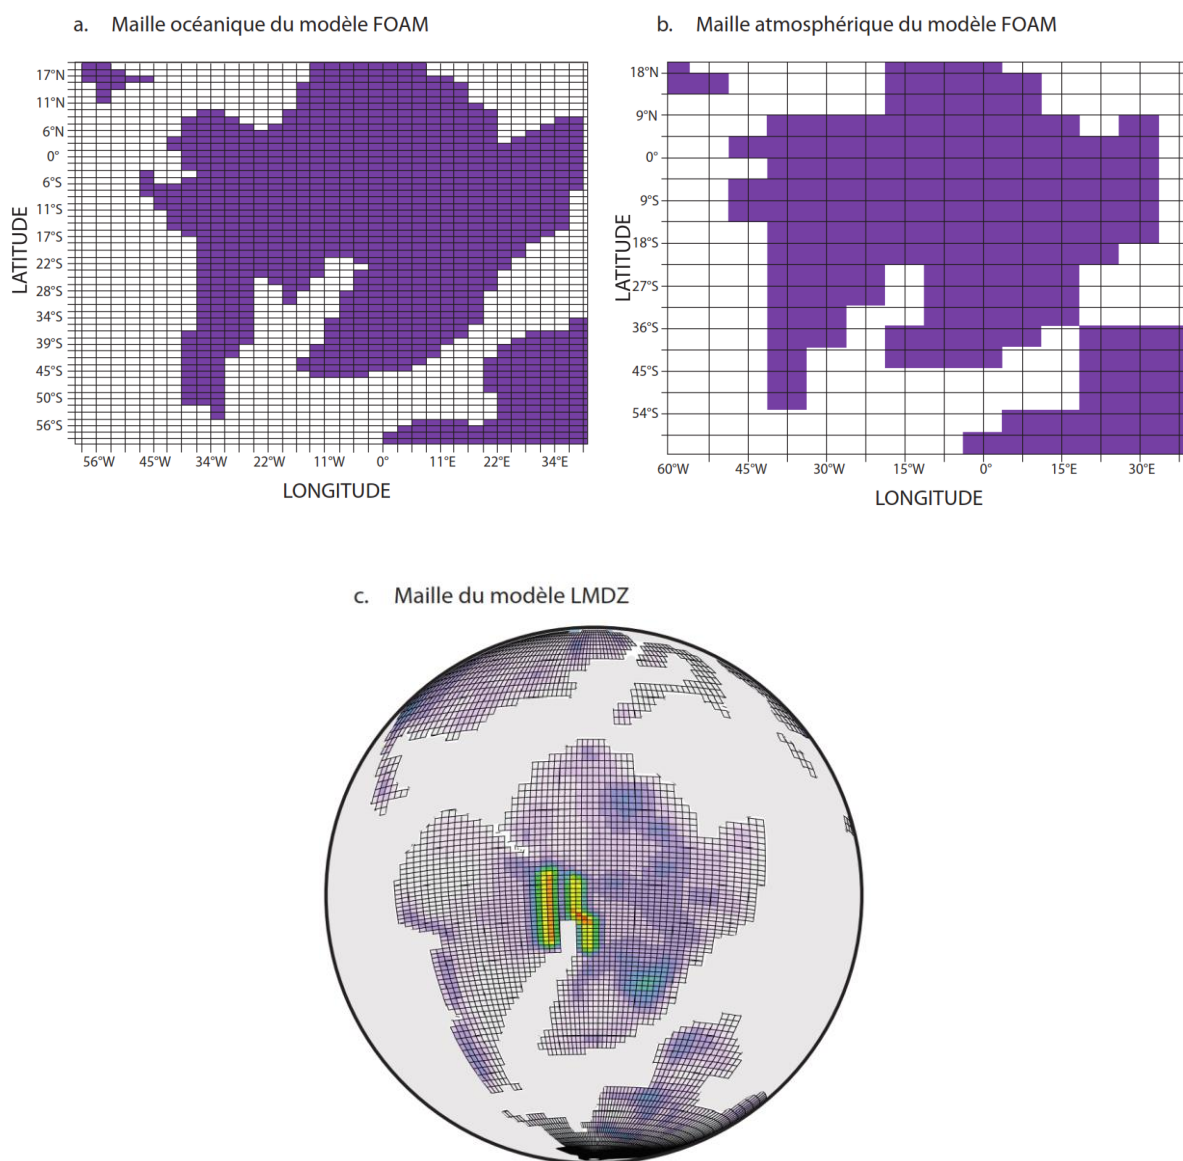 a. Maille océanique du modèle FOAM
17°N
11°N
6°N
0°
6°S
11°S
17°S
22°S
28°S
34°S
39°S
45°S
50°S
56°S
LATITUDE
56°W 45°W 34°W 22°W 11°W 0° 11°E 22°E 34°E
LONGITUDE
b. Maille atmosphérique du modèle FOAM
18°N
9°N
0°
9°S
18°S
27°S
36°S
45°S
54°S
LATITUDE
60°W 45°W 30°W 15°W 0° 15°E 30°E
LONGITUDE
c. Maille du modèle LMDZ